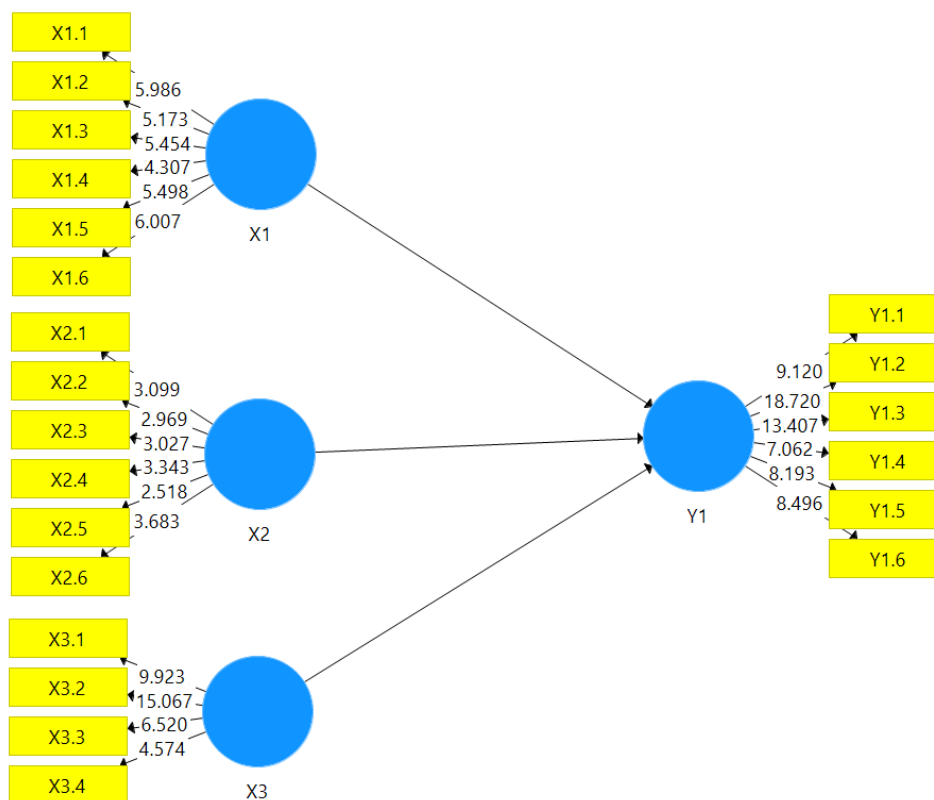 X1.1
X1.2
X1.3
X1.4
X1.5
X1.6
5.986
5.173
5.454
4.307
5.498
6.007
X1
X2.1
X2.2
X2.3
X2.4
X2.5
X2.6
3.099
2.969
3.027
3.343
2.518
3.683
X2
X3.1
X3.2
X3.3
X3.4
9.923
15.067
6.520
4.574
X3
Y1
9.120
18.720
13.407
7.062
8.193
8.496
Y1.1
Y1.2
Y1.3
Y1.4
Y1.5
Y1.6